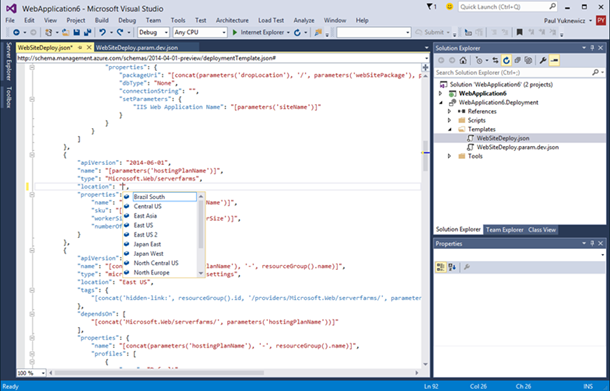 WebApplication6 - Microsoft Visual Studio
Quick Launch (Ctrl+Q)
FILE EDIT VIEW PROJECT BUILD DEBUG TEAM SQL TOOLS TEST ARCHITECTURE LOAD TEST ANALYZE WINDOW HELP
Paul Yuknewicz
Debug Any CPU Internet Explorer Submit
WebSiteDeploy.json* WebSiteDeploy.param.dev.json
http://schema.management.azure.com/schemas/2014-04-01-preview/deploymentTemplate.json#
Server Explorer
Toolbox
"properties": {
"packageUri": "[concat(parameters('dropLocation'), '/', parameters('webSitePackage'),
"dbType": "None",
"connectionString": "",
"setParameters": {
"IIS Web Application Name": "[parameters('siteName')]"
}
}
]
},
{
"apiVersion": "2014-06-01",
"name": "[parameters('hostingPlanName')]",
"type": "Microsoft.Web/serverfarms",
"location": "",
"properties":
"name":
"sku": "[
"workerSize
"numberOf
}
},
Brazil South
Central US
East Asia
East US
East US 2
Japan East
Japan West
North Central US
North Europe
{
"name": "[concat(parameters('hostingPlanName'), '-', resourceGroup().name)]",
"location": "East US",
"tags": {
"[concat('hidden-link:', resourceGroup().id, '/providers/Microsoft.Web/serverfarms/',
},
"dependsOn": [
"[concat('Microsoft.Web/serverfarms/', parameters('hostingPlanName'))]"
],
"properties": {
"name": "[concat(parameters('hostingPlanName'), '-', resourceGroup().name)]",
"profiles": [
{
100 %
Solution Explorer
Search Solution Explorer (Ctrl+;)
Solution 'WebApplication6' (2 projects)
WebApplication6
WebApplication6.Deployment
References
Scripts
Templates
WebSiteDeploy.json
WebSiteDeploy.param.dev.json
Tools
Solution Explorer Team Explorer Class View
Properties
Ready Ln 92 Col 26 Ch 26 INS